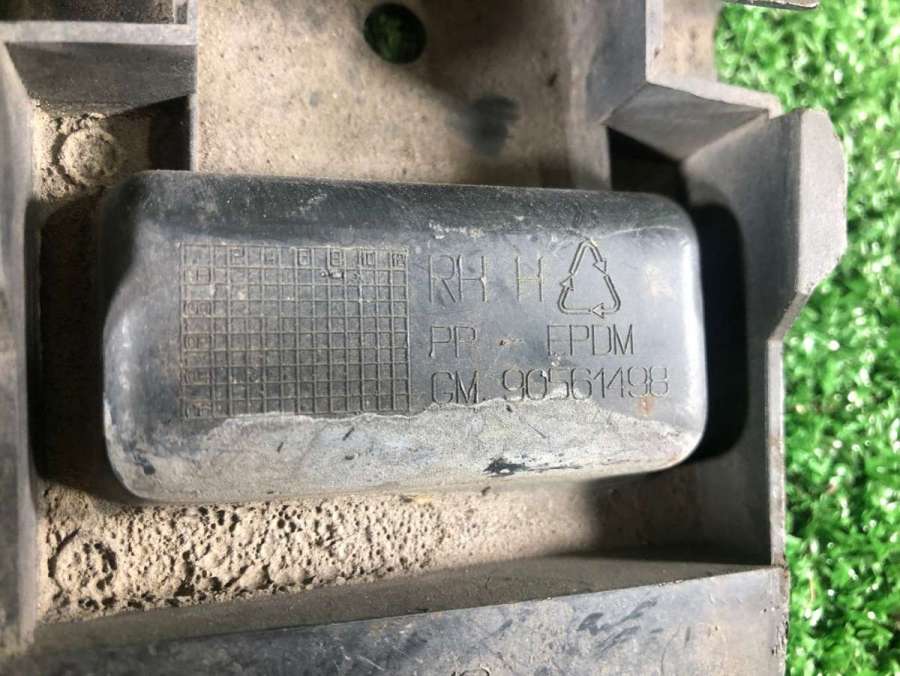 RH H
PP - EPDM
GM. 90561498